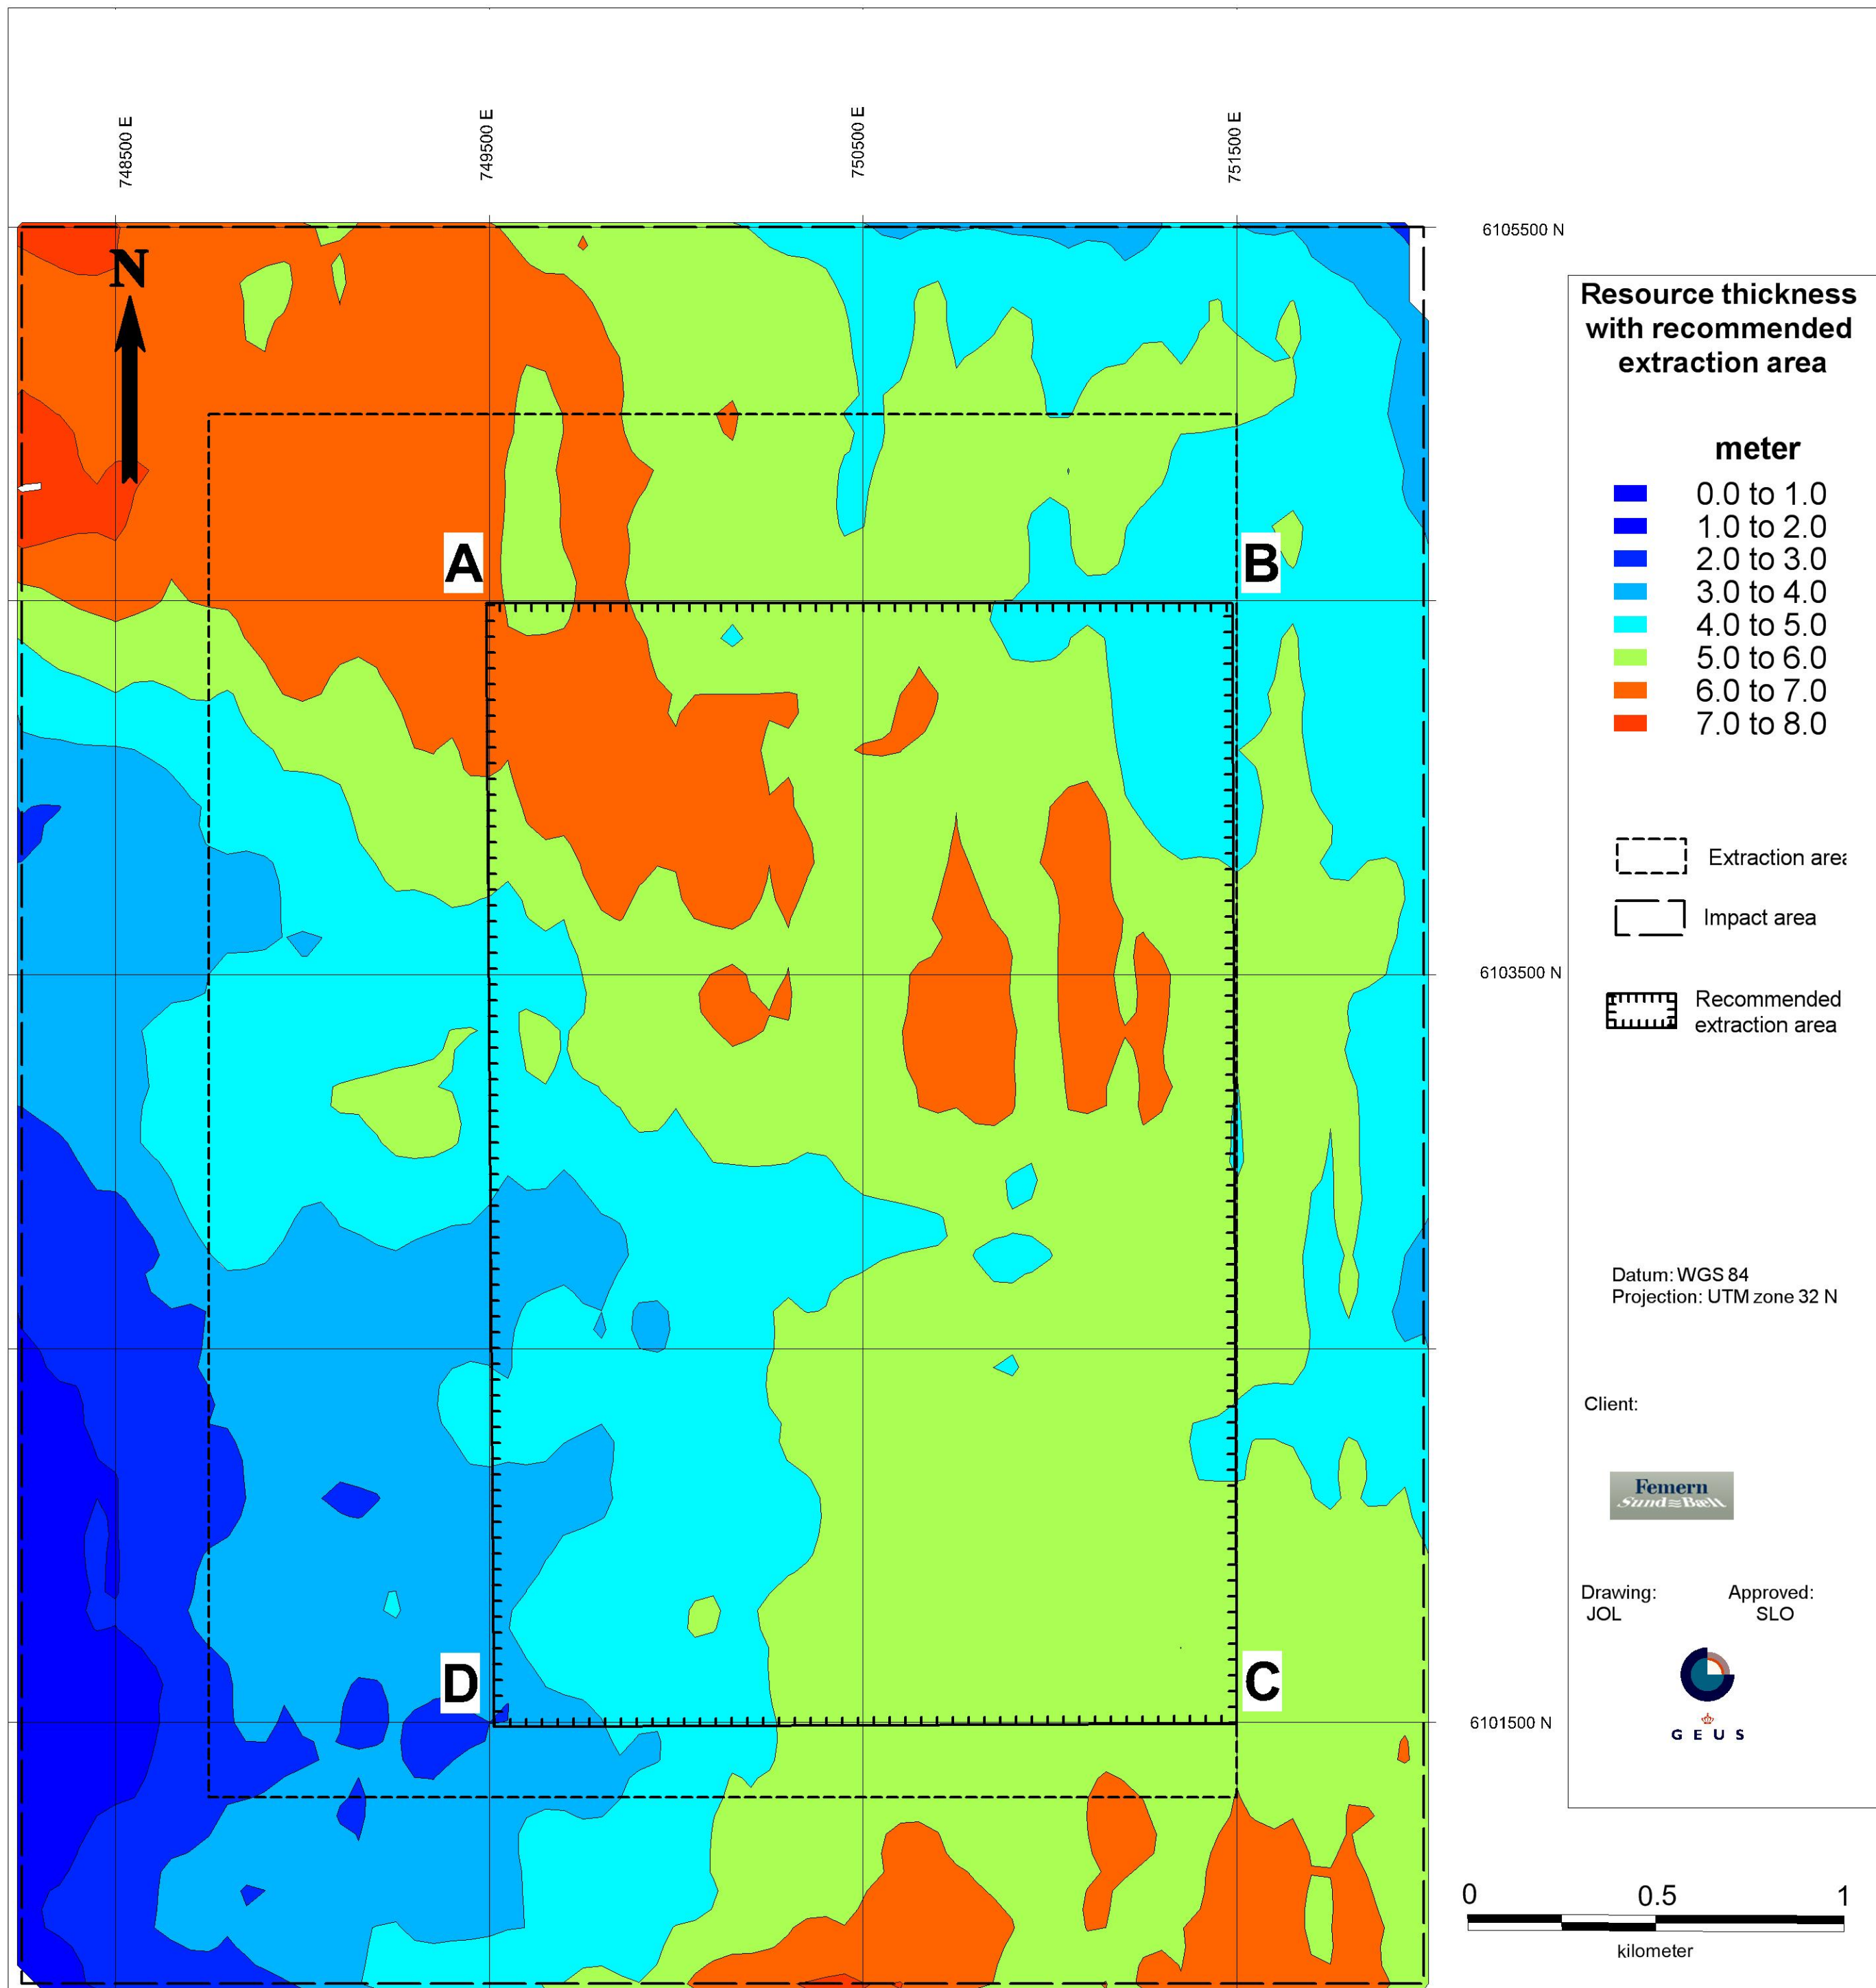 748500 E
749500 E
750500 E
751500 E
6105500 N
N
A
B
6103500 N
D
C
6101500 N
Resource thickness
with recommended
extraction area
meter
0.0 to 1.0
1.0 to 2.0
2.0 to 3.0
3.0 to 4.0
4.0 to 5.0
5.0 to 6.0
6.0 to 7.0
7.0 to 8.0
Extraction area
Impact area
Recommended
extraction area
Datum: WGS 84
Projection: UTM zone 32 N
Client:
Femern
Sund≋Bælt
Drawing: Approved:
JOL SLO
G E U S
0 0.5 1
kilometer